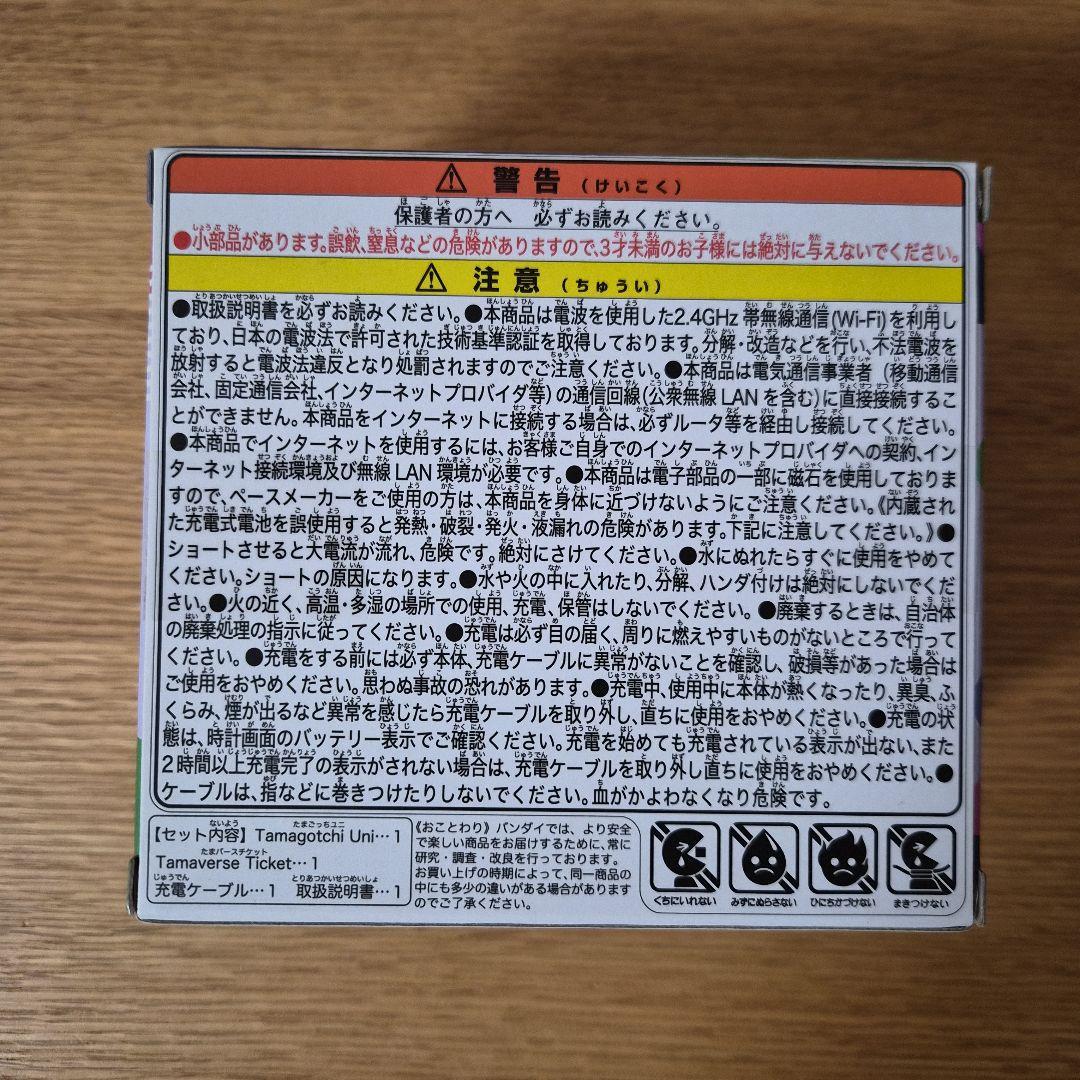 ⚠ 警告 (けいこく)
保護者の方へ 必ずお読みください。
●小部品があります。誤飲、窒息などの危険がありますので、3才未満のお子様には絶対に与えないでください。
⚠ 注意 (ちゅうい)
●取扱説明書を必ずお読みください。●本商品は電波を使用した2.4GHz 帯無線通信(Wi-Fi)を利用し
ており、日本の電波法で許可された技術基準認証を取得しております。分解・改造などを行い、不法電波を
放射すると電波法違反となり処罰されますのでご注意ください。●本商品は電気通信事業者（移動通信
会社、固定通信会社、インターネットプロバイダ等）の通信回線(公衆無線 LAN を含む)に直接接続するこ
とができません。本商品をインターネットに接続する場合は、必ずルータ等を経由し接続してください。
●本商品でインターネットを使用するには、お客様ご自身でのインターネットプロバイダへの契約、イン
ターネット接続環境及び無線 LAN 環境が必要です。●本商品は電子部品の一部に磁石を使用しております
ますので、ペースメーカーをご使用の方は、本商品を身体に近づけないようにご注意ください。《内蔵され
た充電式電池を誤使用すると発熱・破裂・発火・液漏れの危険があります。下記に注意してください。》●
ショートさせると大電流が流れ、危険です。絶対にさけてください。●水にぬれたらすぐに使用をやめて
ください。ショートの原因になります。●水や火の中に入れたり、分解、ハンダ付けは絶対にしないでくだ
さい。●火の近く、高温・多湿の場所での使用、充電、保管はしないでください。●廃棄するときは、自治体
の廃棄処理の指示に従ってください。●充電は必ず目の届く、周りに燃えやすいものがないところで行って
ください。●充電をする前には必ず本体、充電ケーブルに異常がないことを確認し、破損等があった場合は
ご使用をおやめください。思わぬ事故の恐れがあります。●充電中、使用中に本体が熱くなったり、異臭、ふ
くらみ、煙が出るなど異常を感じたら充電ケーブルを取り外し、直ちに使用をおやめください。●充電の状
態は、時計画面のバッテリー表示でご確認ください。充電を始めても充電されている表示が出ない、また
2時間以上充電完了の表示がされない場合は、充電ケーブルを取り外し直ちに使用をおやめください。●
ケーブルは、指などに巻きつけたりしないでください。血がかよわなくなり危険です。
【セット内容】Tamagotchi Uni…1
Tamaverse Ticket…1
充電ケーブル…1 取扱説明書…1
《おことわり》バンダイでは、より安全
で楽しい商品をお届けするために、常に
研究・調査・改良を行っております。
お買い上げの時期によって、同一商品の
中にも多少の違いがある場合があります
のでご了承ください。
くちにいれない みずにぬらさない ひにちかづけない まきつけない